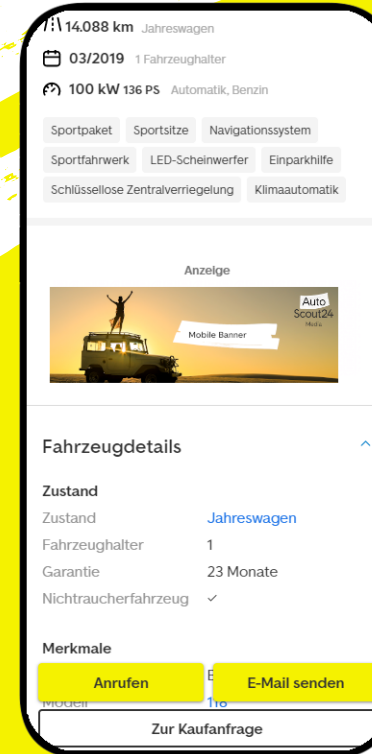 14.088 km Jahreswagen
03/2019 1 Fahrzeughalter
100 kW 136 PS Automatik, Benzin
Sportpaket Sportsitze Navigationssystem
Sportfahrwerk LED-Scheinwerfer Einparkhilfe
Schlüssellose Zentralverriegelung Klimaautomatik
Anzeige
Auto
Scout24
Media
Mobile Banner
Fahrzeugdetails
Zustand
Zustand Jahreswagen
Fahrzeughalter 1
Garantie 23 Monate
Nichtraucherfahrzeug
Merkmale
Anrufen E-Mail senden
Modell 118
Zur Kaufanfrage